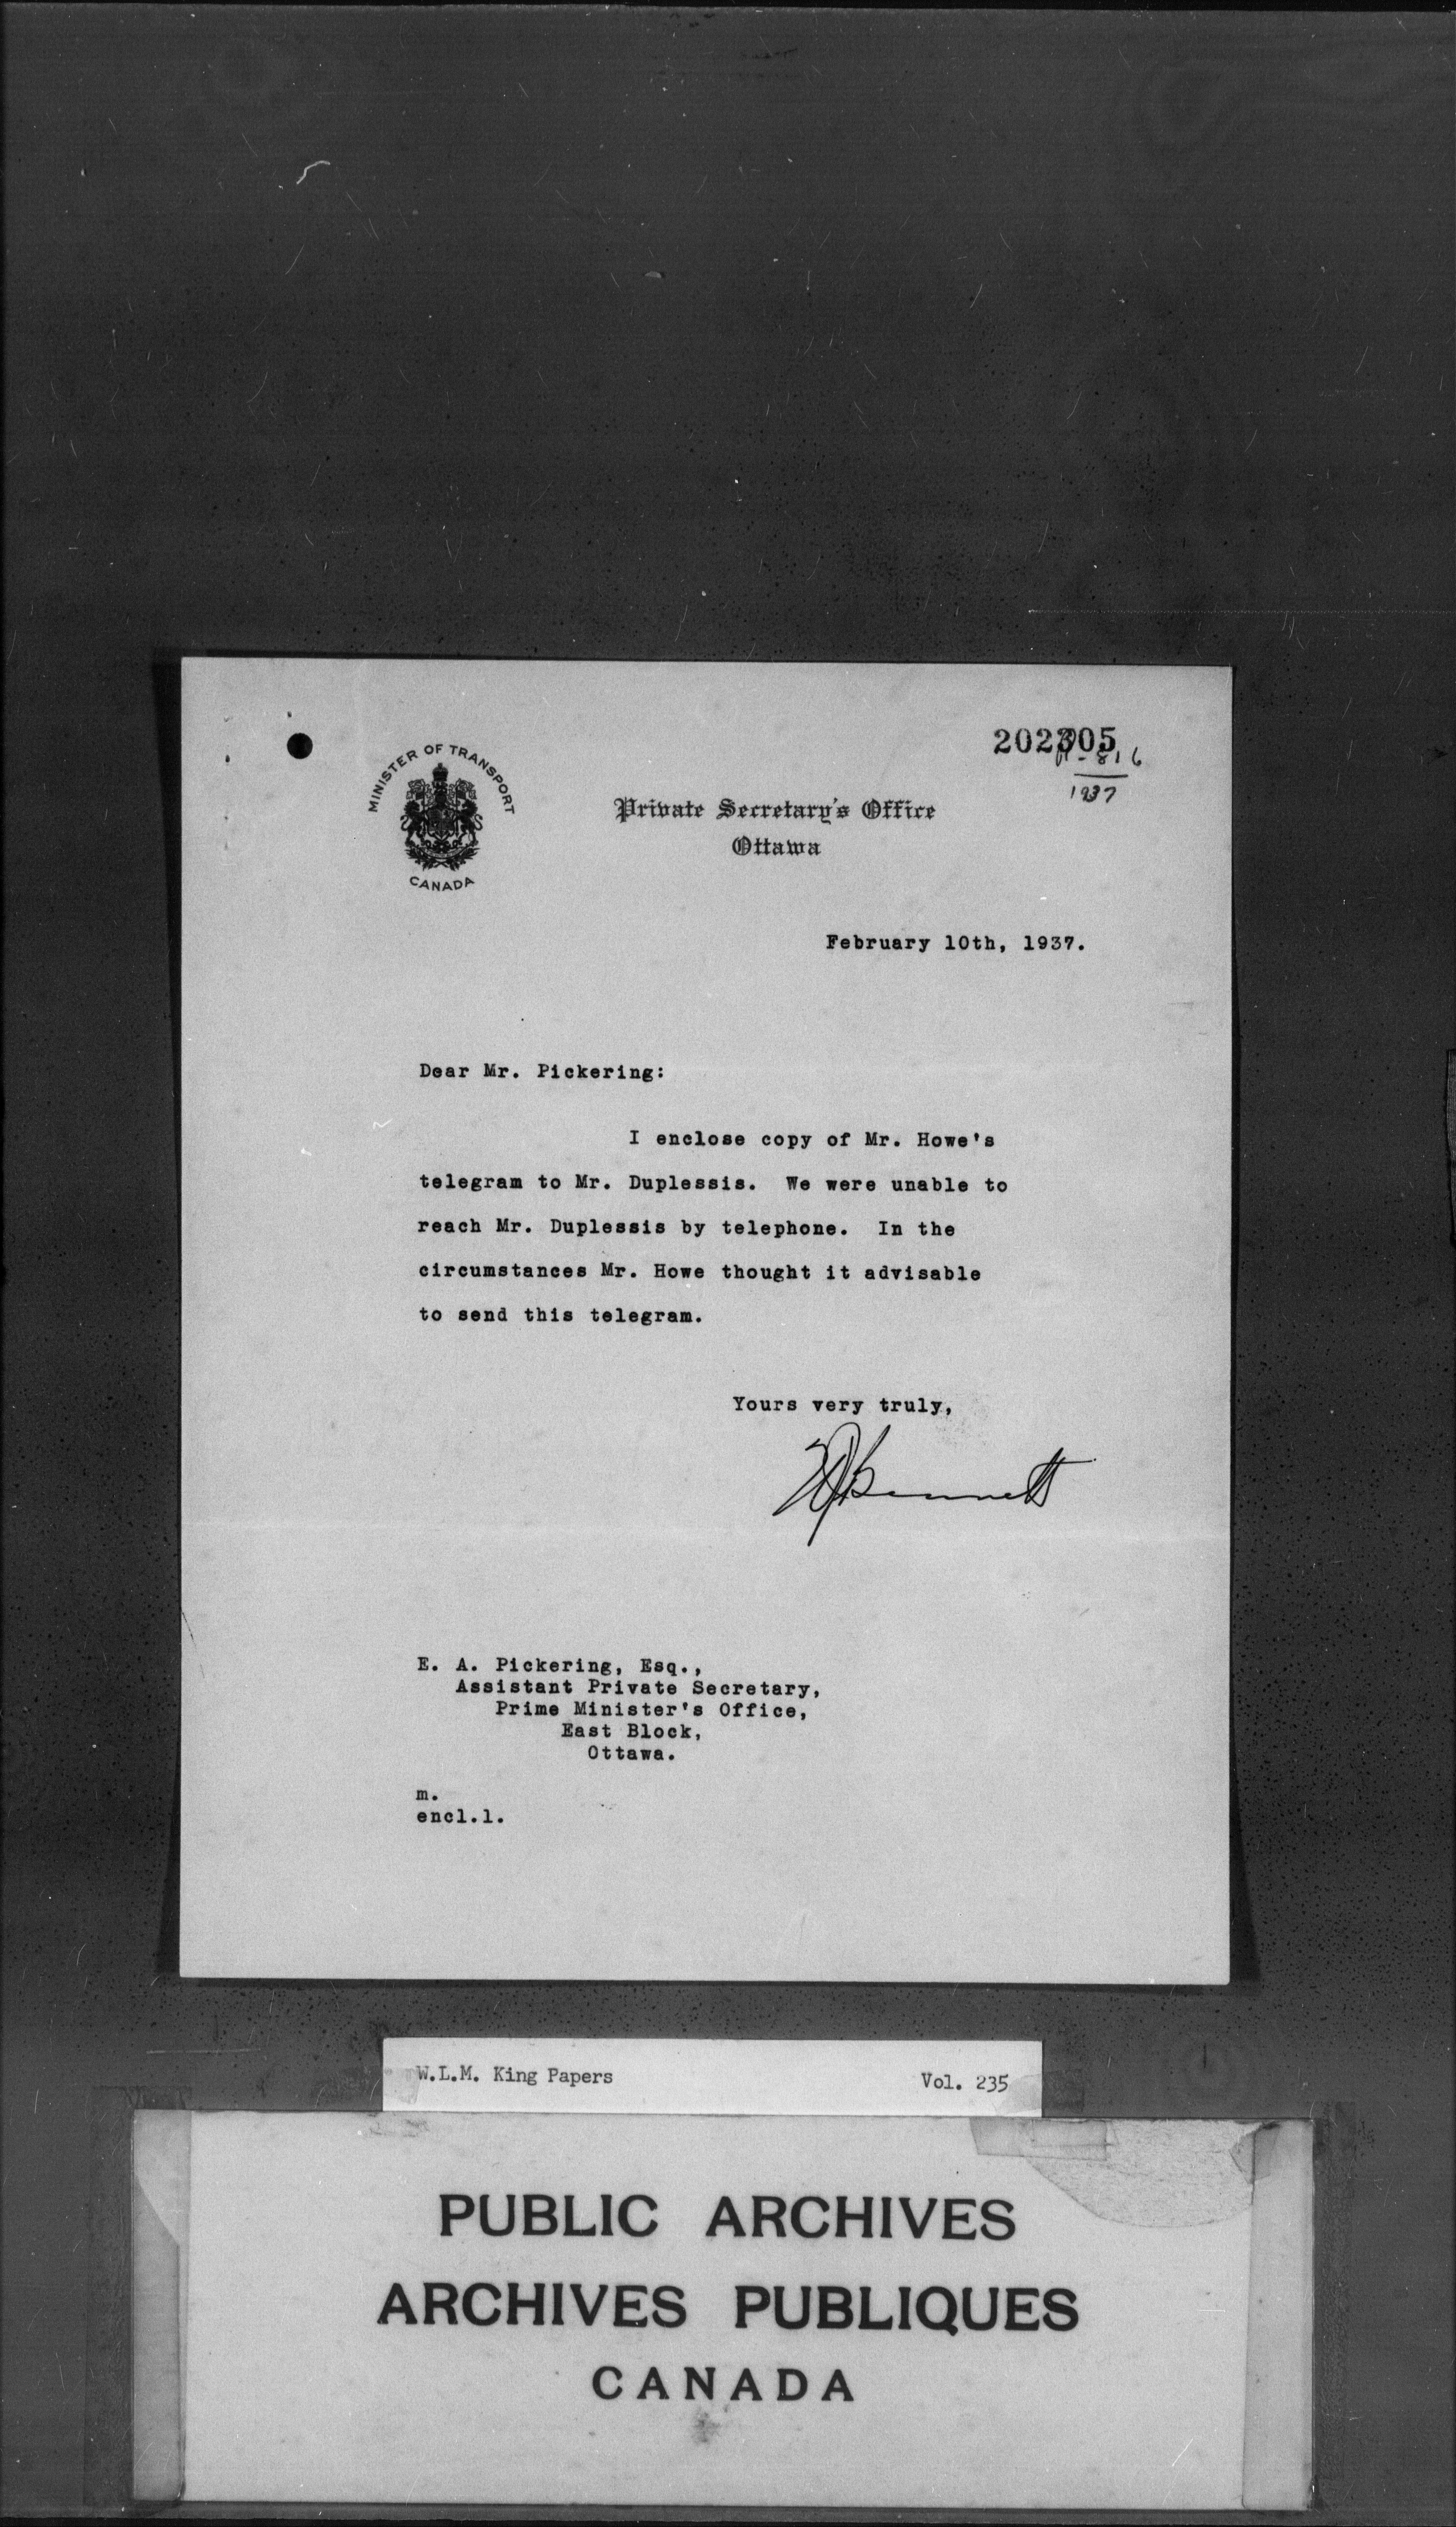 202305
-816
1937
MINISTER OF TRANSPORT
CANADA
Private Secretary's Office
Ottawa
February 10th, 1937.
Dear Mr. Pickering:
I enclose copy of Mr. Howe's
telegram to Mr. Duplessis. We were unable to
reach Mr. Duplessis by telephone. In the
circumstances Mr. Howe thought it advisable
to send this telegram.
Yours very truly,
E. A. Pickering, Esq.,
Assistant Private Secretary,
Prime Minister's Office,
East Block,
Ottawa.
m.
encl.1.
W.L.M. King Papers Vol. 235
PUBLIC ARCHIVES
ARCHIVES PUBLIQUES
CANADA